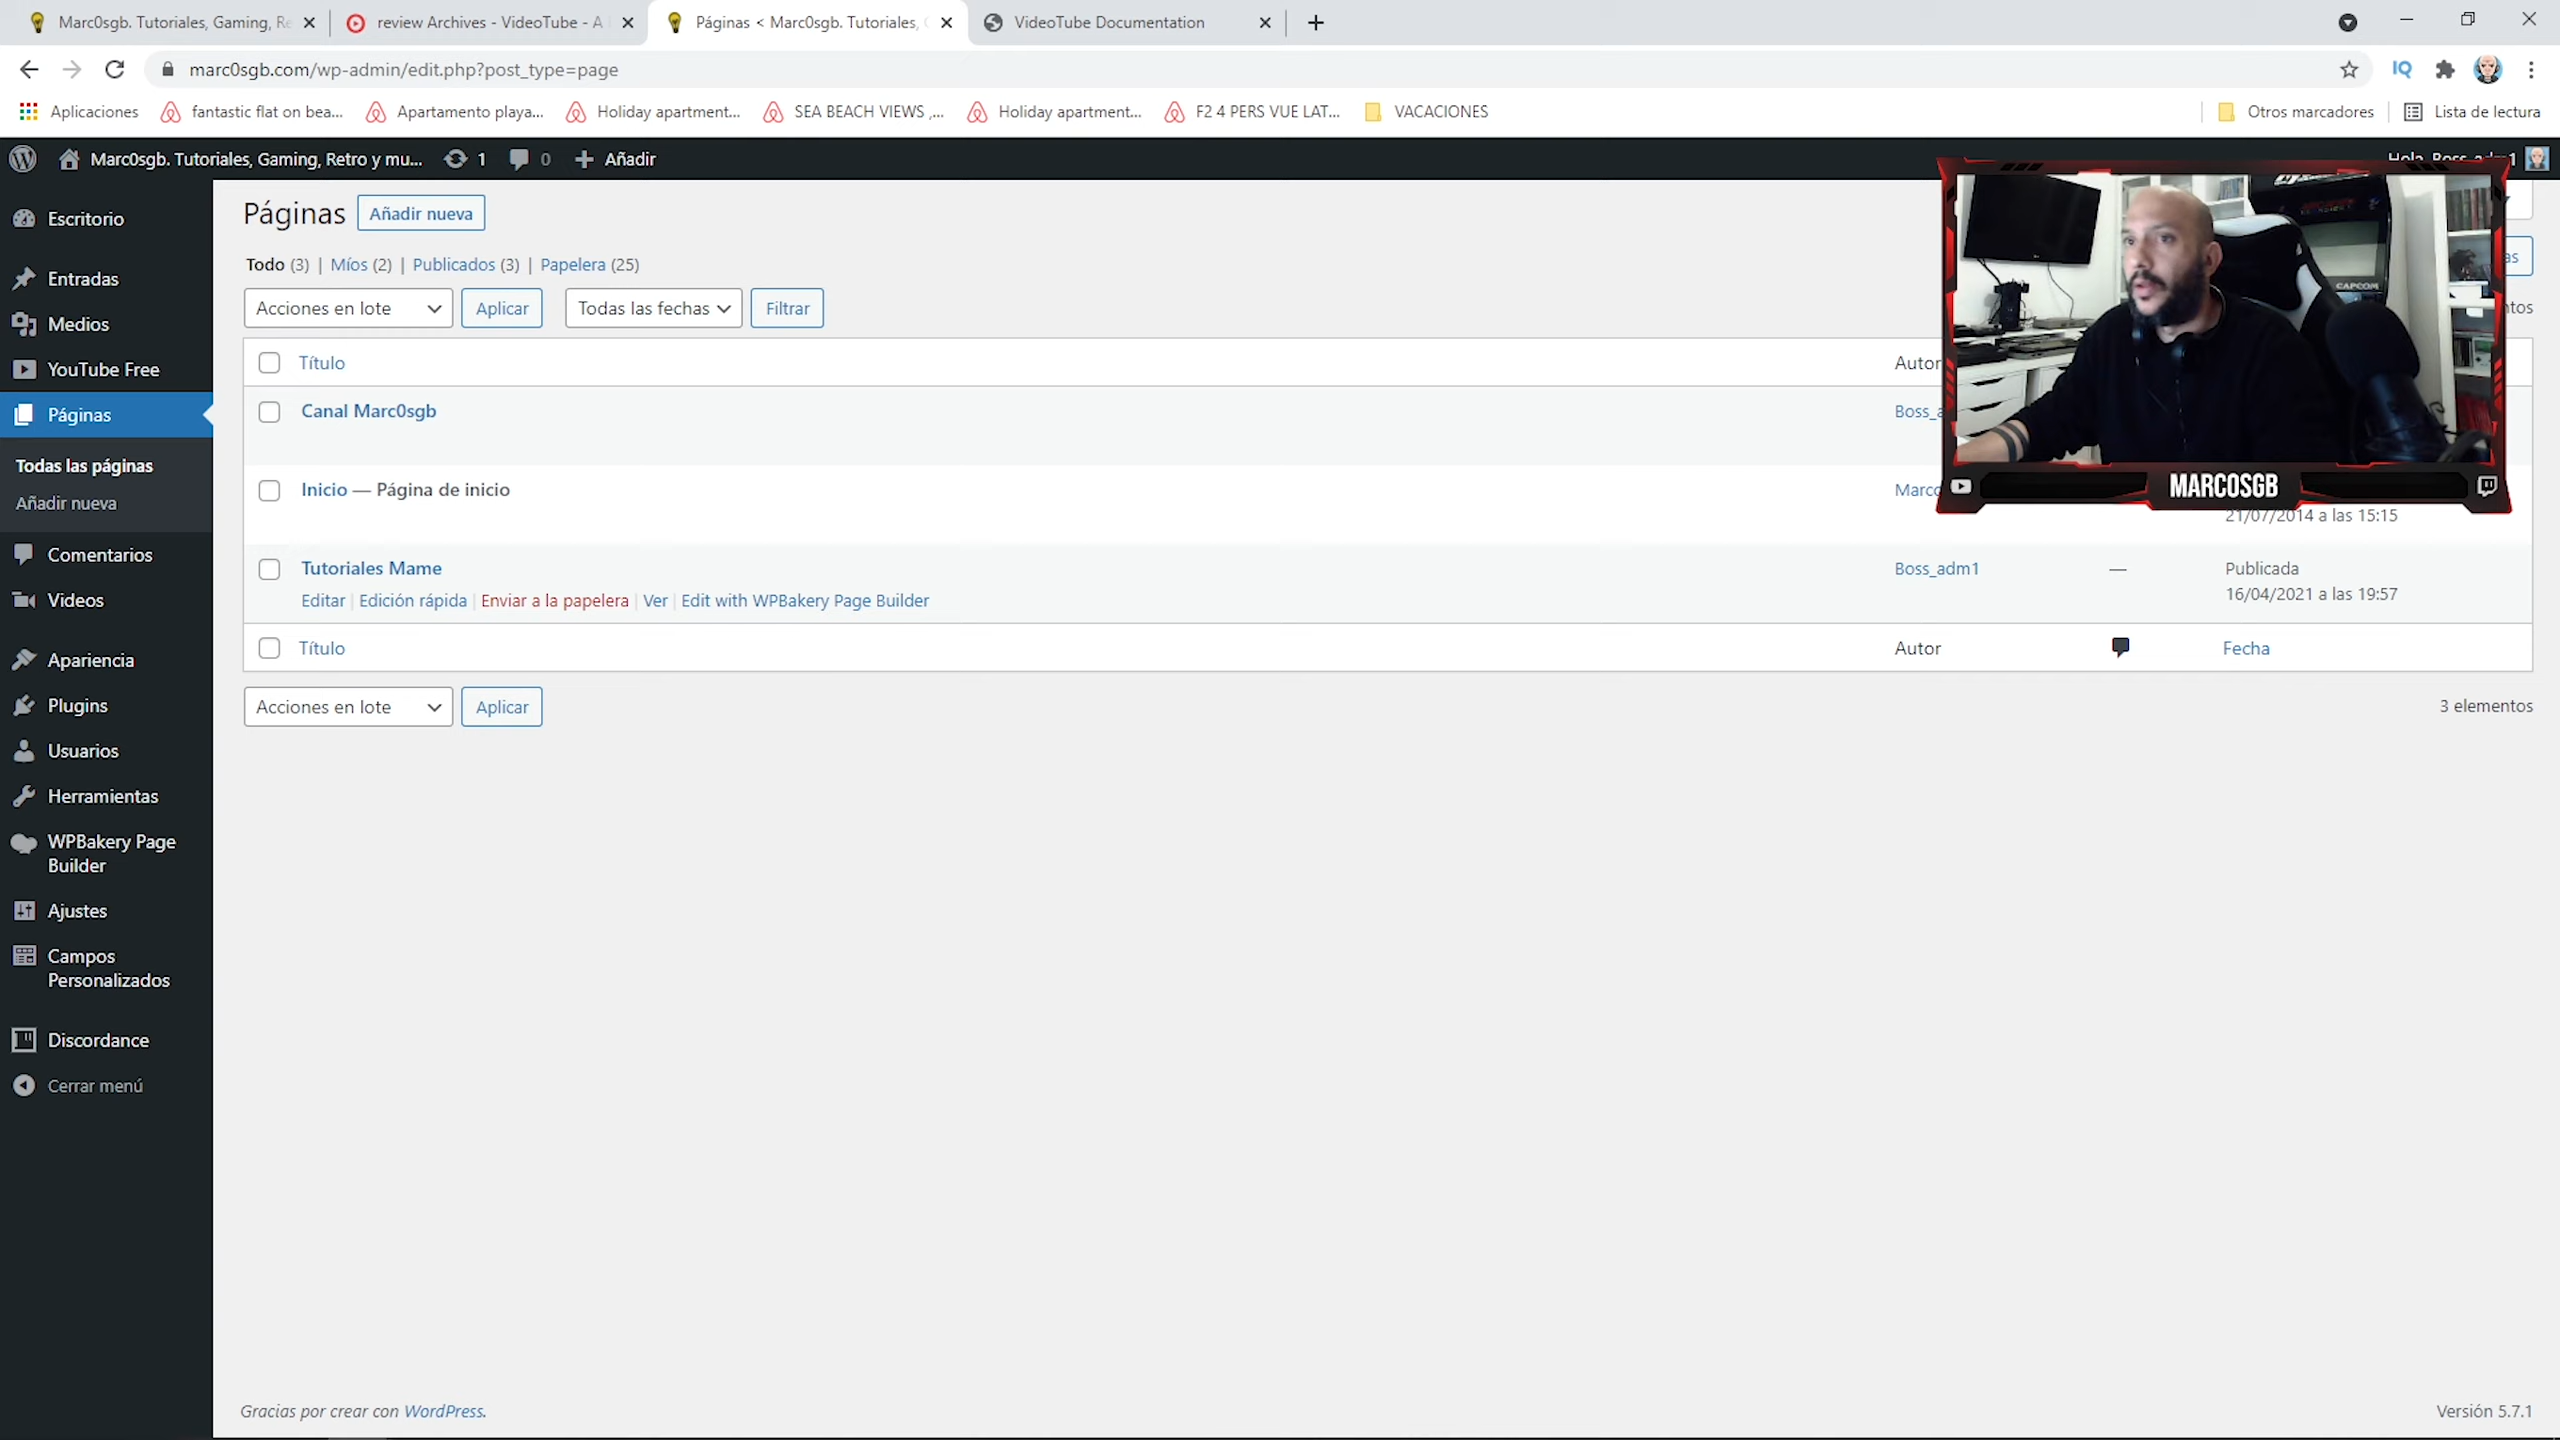 Marc0sgb. Tutoriales, Gaming, Re
review Archives - VideoTube - A
Páginas < Marc0sgb. Tutoriales,
VideoTube Documentation
marc0sgb.com/wp-admin/edit.php?post_type=page
IQ
Aplicaciones
fantastic flat on bea...
Apartamento playa...
Holiday apartment...
SEA BEACH VIEWS ,...
Holiday apartment...
F2 4 PERS VUE LAT...
VACACIONES
Otros marcadores
Lista de lectura
Marc0sgb. Tutoriales, Gaming, Retro y mu...
1
0
Añadir
Escritorio
Entradas
Medios
YouTube Free
Páginas
Todas las páginas
Añadir nueva
Comentarios
Videos
Apariencia
Plugins
Usuarios
Herramientas
WPBakery Page
Builder
Ajustes
Campos
Personalizados
Discordance
Cerrar menú
Páginas
Añadir nueva
Todo (3) | Míos (2) | Publicados (3) | Papelera (25)
Acciones en lote
Aplicar
Todas las fechas
Filtrar
Título
Autor
Canal Marc0sgb
Inicio — Página de inicio
21/07/2014 a las 15:15
Tutoriales Mame
Boss_adm1
—
Publicada
16/04/2021 a las 19:57
Editar | Edición rápida | Enviar a la papelera | Ver | Edit with WPBakery Page Builder
Título
Autor
Fecha
Acciones en lote
Aplicar
3 elementos
CAPCOM
MARCOSGB
Gracias por crear con WordPress.
Versión 5.7.1